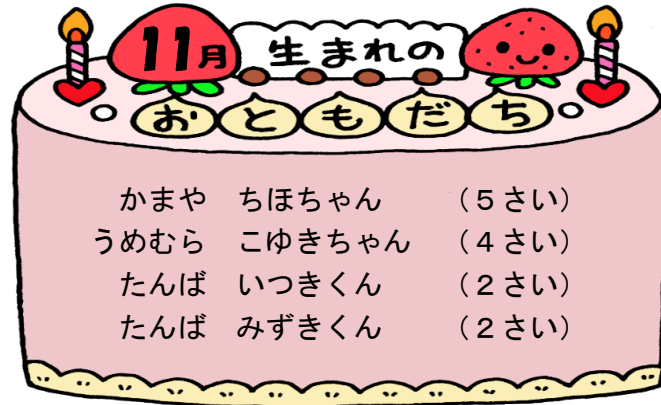 11月 生まれの
おともだち
かまや ちほちゃん （５さい）
うめむら こゆきちゃん （４さい）
たんば いつきくん （２さい）
たんば みずきくん （２さい）